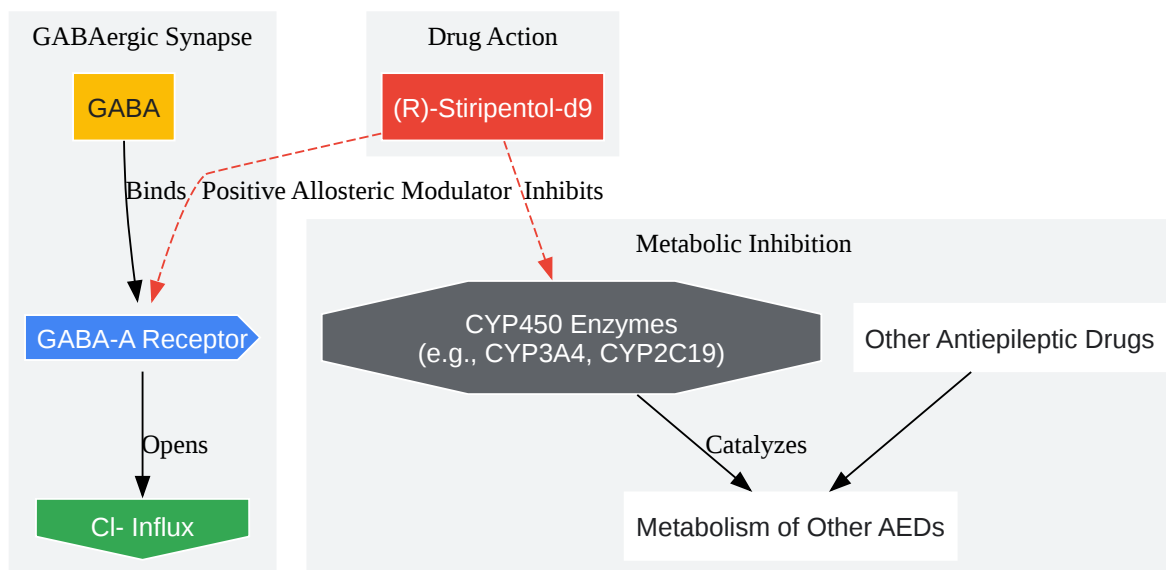 GABAergic Synapse
Drug Action
GABA
(R)-Stiripentol-d9
Binds
Positive Allosteric Modulator
Inhibits
Metabolic Inhibition
GABA-A Receptor
CYP450 Enzymes
(e.g., CYP3A4, CYP2C19)
Other Antiepileptic Drugs
Opens
Catalyzes
Cl- Influx
Metabolism of Other AEDs